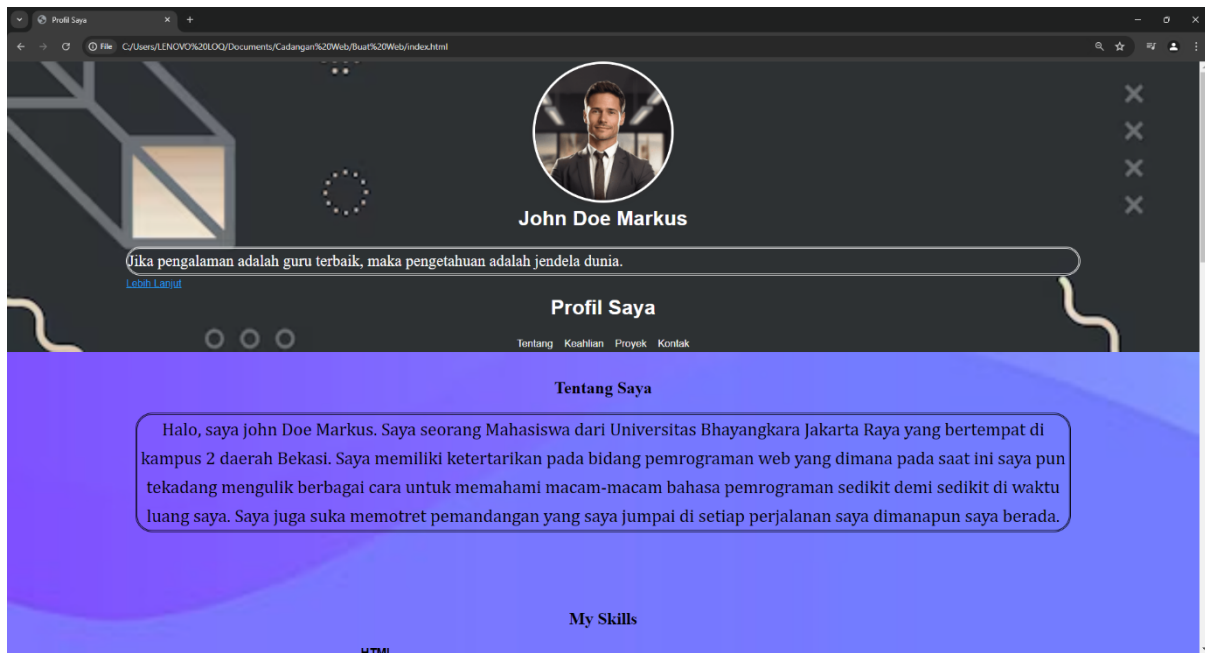 Profil Saya
File C:/Users/LENOVO%20LOQ/Documents/Cadangan%20Web/Buat%20Web/index.html
John Doe Markus
Jika pengalaman adalah guru terbaik, maka pengetahuan adalah jendela dunia.
Lebih Lanjut
Profil Saya
Tentang Keahlian Proyek Kontak
Tentang Saya
Halo, saya john Doe Markus. Saya seorang Mahasiswa dari Universitas Bhayangkara Jakarta Raya yang bertempat di
kampus 2 daerah Bekasi. Saya memiliki ketertarikan pada bidang pemrograman web yang dimana pada saat ini saya pun
tekadang mengulik berbagai cara untuk memahami macam-macam bahasa pemrograman sedikit demi sedikit di waktu
luang saya. Saya juga suka memotret pemandangan yang saya jumpai di setiap perjalanan saya dimanapun saya berada.
My Skills
HTML